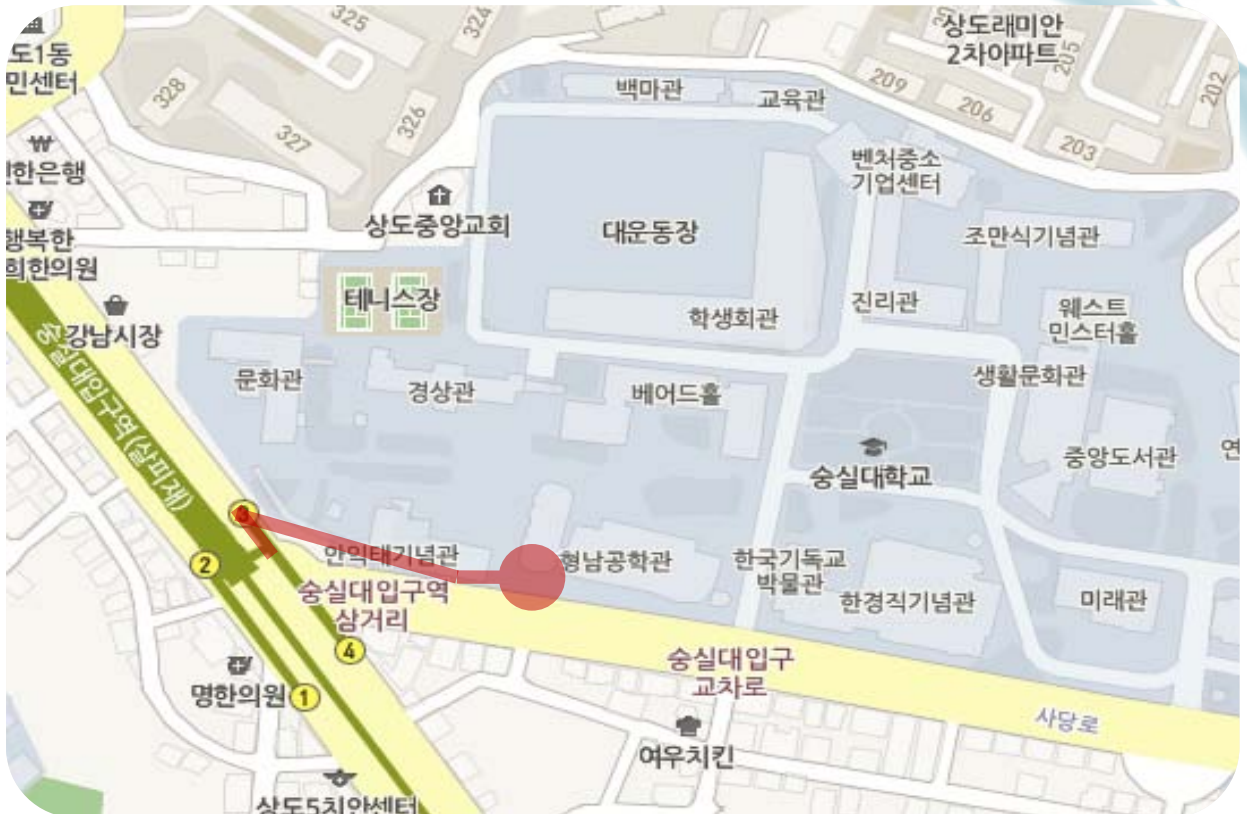 325
324
상도래미안
2차아파트
205
도1동
민센터
328
327
326
백마관
교육관
209
206
203
202
한은행
벤처중소
기업센터
행복한
희한의원
상도중앙교회
대운동장
조만식기념관
테니스장
강남시장
학생회관
진리관
웨스트
민스터홀
문화관
경상관
베어드홀
생활문화관
숭실대입구역(살피재)
숭실대학교
중앙도서관
연
3
2
안익태기념관
형남공학관
한국기독교
박물관
한경직기념관
미래관
숭실대입구역
삼거리
4
명한의원
1
숭실대입구
교차로
사당로
여우치킨
상도5치안센터